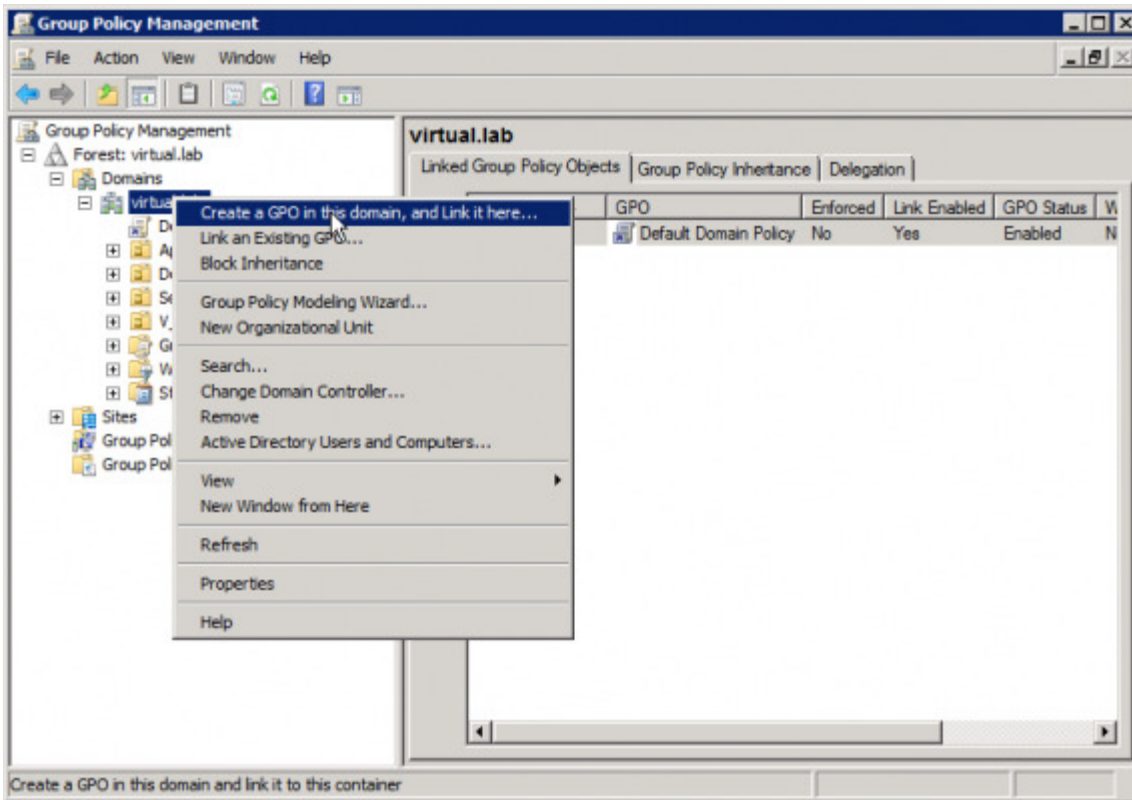 Group Policy Management
File Action View Window Help
Group Policy Management
Forest: virtual.lab
Domains
Sites
Group Pol
Group Pol
virtual.lab
Linked Group Policy Objects Group Policy Inheritance Delegation
GPO Enforced Link Enabled GPO Status W
Default Domain Policy No Yes Enabled N
Create a GPO in this domain, and Link it here...
Link an Existing GPO...
Block Inheritance
Group Policy Modeling Wizard...
New Organizational Unit
Search...
Change Domain Controller...
Remove
Active Directory Users and Computers...
View
New Window from Here
Refresh
Properties
Help
Create a GPO in this domain and link it to this container